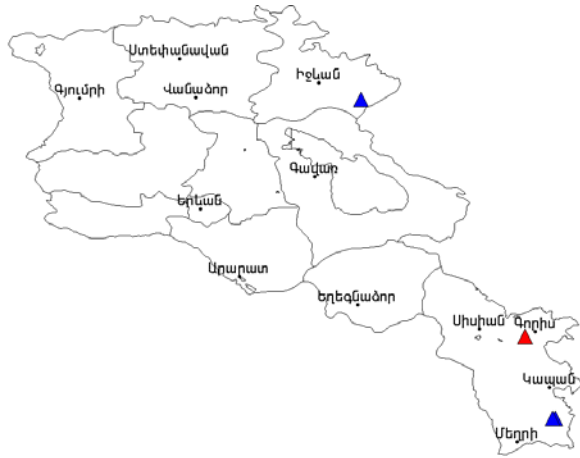 Ստեփանավան
Իջևան
Գյումրի
Վանաձոր
Գավառ
Երևան
Արարատ
Եղեգնաձոր
Սիսիան
Գորիս
Կապան
Մեղրի